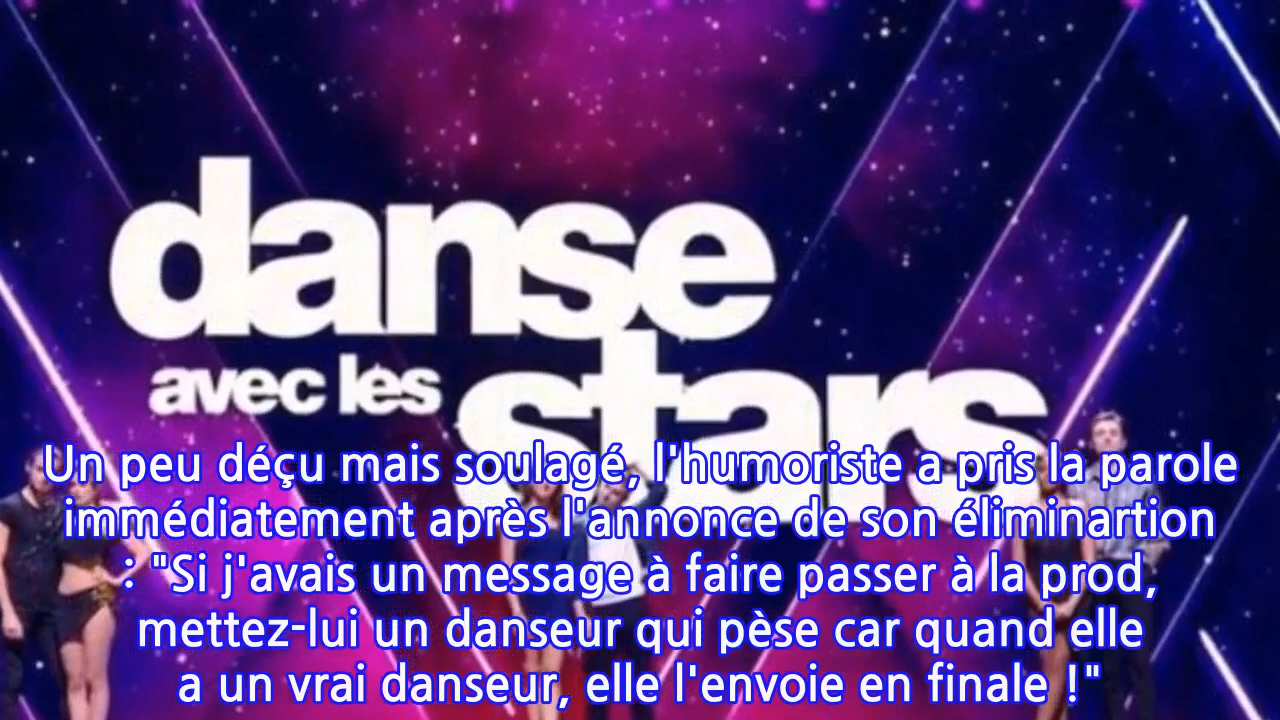 danse
avec les
stars
Un peu déçu mais soulagé, l'humoriste a pris la parole
immédiatement après l'annonce de son éliminartion
: "Si j'avais un message à faire passer à la prod,
mettez-lui un danseur qui pèse car quand elle
a un vrai danseur, elle l'envoie en finale !"